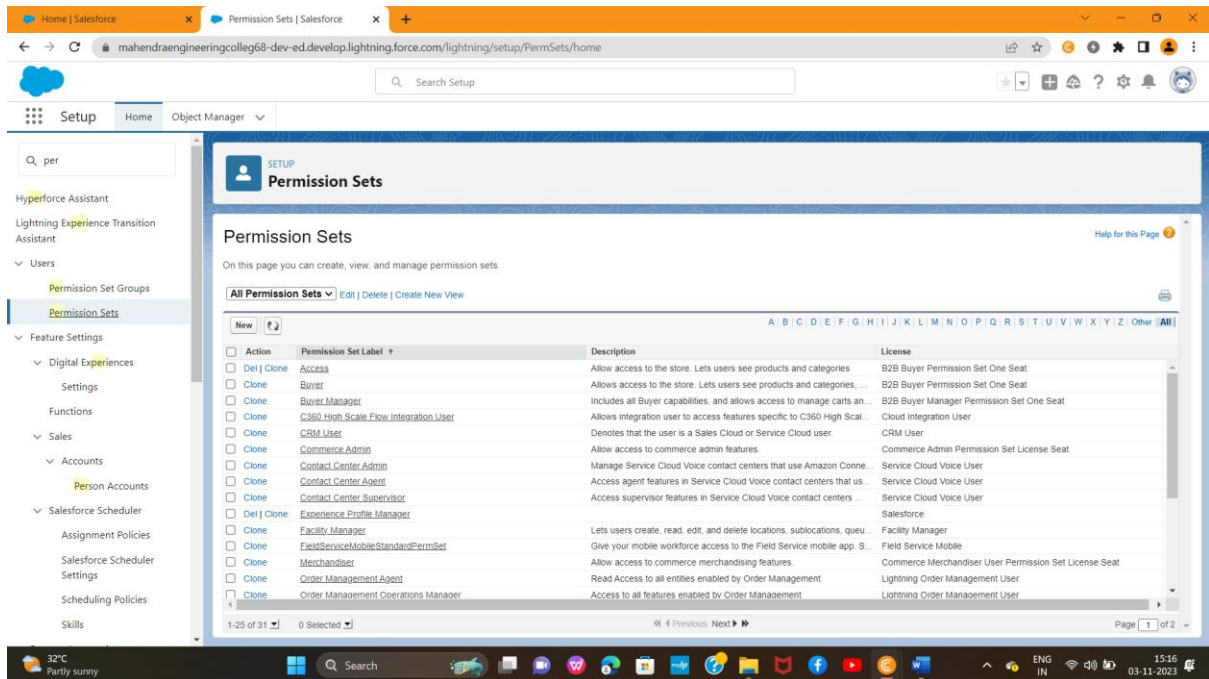 Home | Salesforce
Permission Sets | Salesforce
mahendraengineeringcolleg68-dev-ed.develop.lightning.force.com/lightning/setup/PermSets/home
Search Setup
Setup
Home
Object Manager
per
Hyperforce Assistant
Lightning Experience Transition
Assistant
Users
Permission Set Groups
Permission Sets
Feature Settings
Digital Experiences
Settings
Functions
Sales
Accounts
Person Accounts
Salesforce Scheduler
Assignment Policies
Salesforce Scheduler
Settings
Scheduling Policies
Skills
SETUP
Permission Sets
Permission Sets
Help for this Page
On this page you can create, view, and manage permission sets.
All Permission Sets Edit | Delete | Create New View
New A | B | C | D | E | F | G | H | I | J | K | L | M | N | O | P | Q | R | S | T | U | V | W | X | Y | Z | Other All
Action Permission Set Label Description License
Del | Clone Access Allow access to the store. Lets users see products and categories B2B Buyer Permission Set One Seat
Clone Buyer Allows access to the store. Lets users see products and categories, ... B2B Buyer Permission Set One Seat
Clone Buyer Manager Includes all Buyer capabilities, and allows access to manage carts an... B2B Buyer Manager Permission Set One Seat
Clone C360 High Scale Flow Integration User Allows integration user to access features specific to C360 High Scal... Cloud Integration User
Clone CRM User Denotes that the user is a Sales Cloud or Service Cloud user. CRM User
Clone Commerce Admin Allow access to commerce admin features. Commerce Admin Permission Set License Seat
Clone Contact Center Admin Manage Service Cloud Voice contact centers that use Amazon Conne... Service Cloud Voice User
Clone Contact Center Agent Access agent features in Service Cloud Voice contact centers that us... Service Cloud Voice User
Clone Contact Center Supervisor Access supervisor features in Service Cloud Voice contact centers ... Service Cloud Voice User
Del | Clone Experience Profile Manager Salesforce
Clone Facility Manager Lets users create, read, edit, and delete locations, sublocations, queu... Facility Manager
Clone FieldServiceMobileStandardPermSet Give your mobile workforce access to the Field Service mobile app. S... Field Service Mobile
Clone Merchandiser Allow access to commerce merchandising features. Commerce Merchandiser User Permission Set License Seat
Clone Order Management Agent Read Access to all entities enabled by Order Management Lightning Order Management User
Clone Order Management Operations Manager Access to all features enabled by Order Management Lightning Order Management User
1-25 of 31 0 Selected Previous Next Page 1 of 2
32°C
Partly sunny
Search
ENG
IN
15:16
03-11-2023